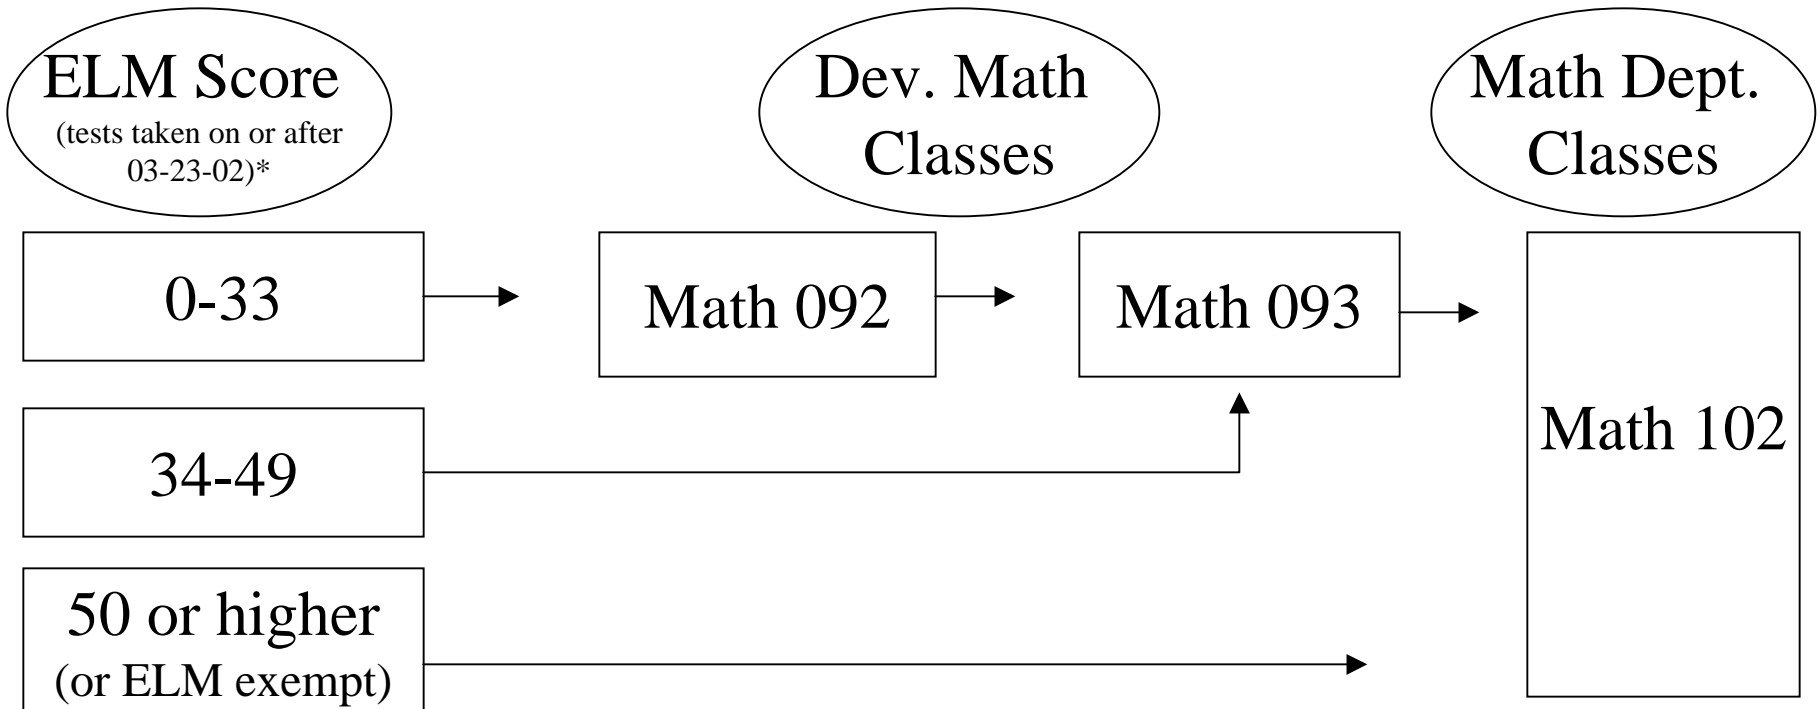 ELM Score
(tests taken on or after
03-23-02)*
Dev. Math
Classes
Math Dept.
Classes
0-33
Math 092
Math 093
Math 102
34-49
50 or higher
(or ELM exempt)